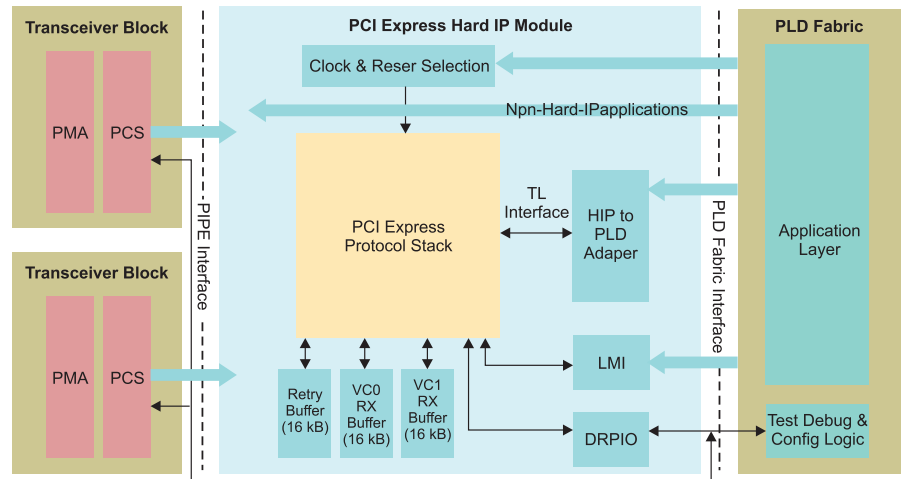 Transceiver Block
PMA
PCS
Transceiver Block
PMA
PCS
PIPE Interface
PCI Express Hard IP Module
Clock & Reser Selection
Npn-Hard-IPapplications
PCI Express
Protocol Stack
TL
Interface
HIP to
PLD
Adaper
LMI
DRPIO
Retry
Buffer
(16 kB)
VC0
RX
Buffer
(16 kB)
VC1
RX
Buffer
(16 kB)
PLD Fabric Interface
PLD Fabric
Application
Layer
Test Debug &
Config Logic